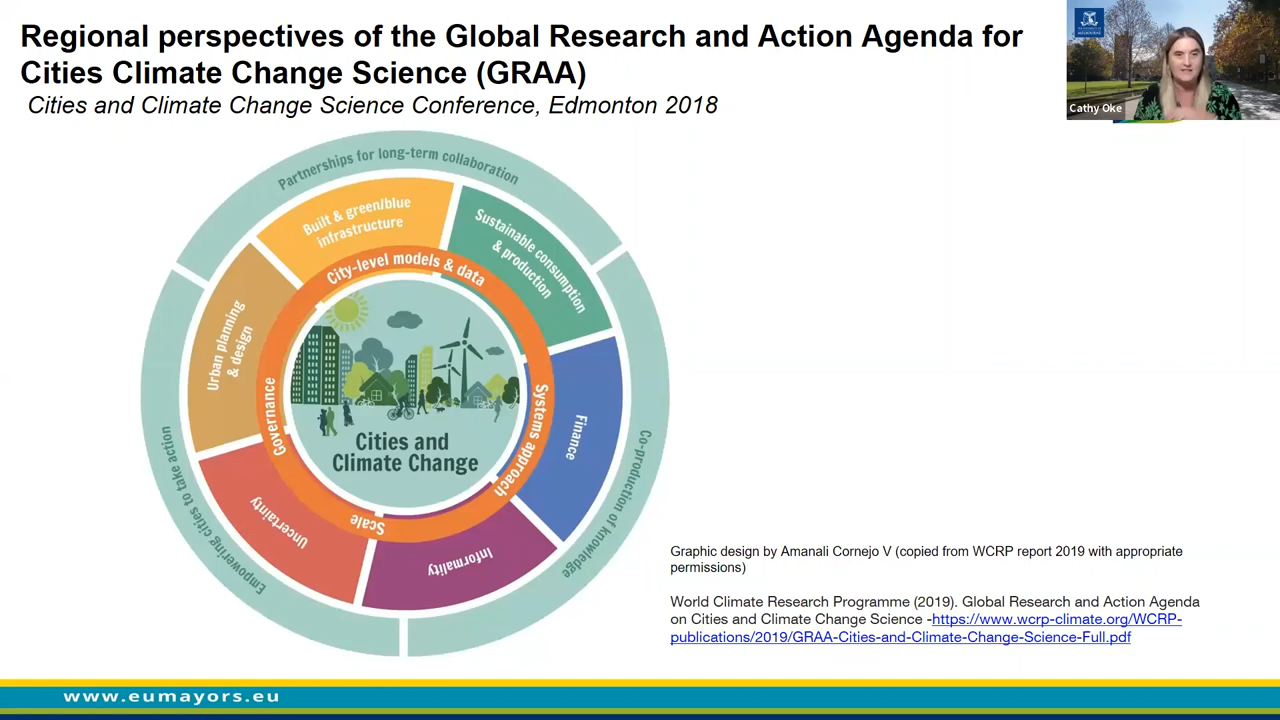 Regional perspectives of the Global Research and Action Agenda for
Cities Climate Change Science (GRAA)
Cities and Climate Change Science Conference, Edmonton 2018
MELBOURNE
Cathy Oke
Partnerships for long-term collaboration
Built & green/blue
infrastructure
Sustainable consumption
& production
City-level models & data
Urban planning
& design
Governance
Systems approach
Finance
Cities and
Climate Change
Empowering cities to take action
Co-production of knowledge
Uncertainty
Scale
Informality
Graphic design by Amanali Cornejo V (copied from WCRP report 2019 with appropriate
permissions)
World Climate Research Programme (2019). Global Research and Action Agenda
on Cities and Climate Change Science -https://www.wcrp-climate.org/WCRP-
publications/2019/GRAA-Cities-and-Climate-Change-Science-Full.pdf
www.eumayors.eu